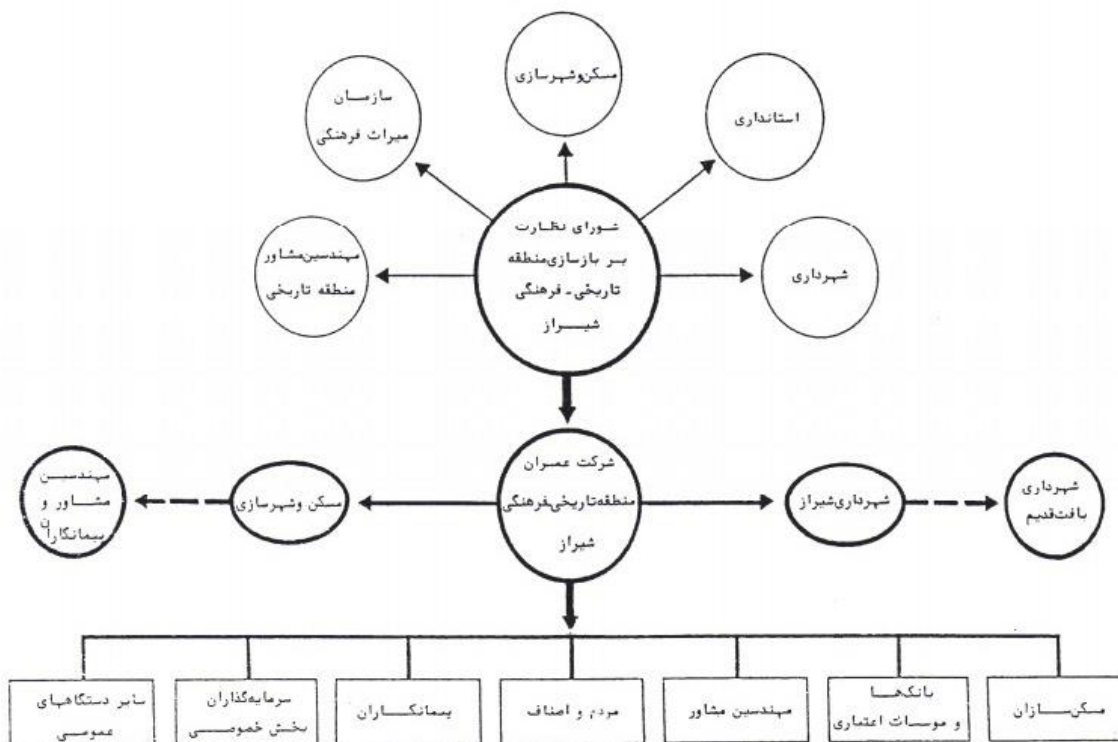 مسکن‌وشهرسازی
سازمان
میراث فرهنگی
استانداری
شورای نظارت
بر بازسازی‌منطقه
تاریخی - فرهنگی
شیراز
مهندسین‌مشاور
منطقه تاریخی
شهرداری
شرکت عمران
منطقه‌تاریخی‌فرهنگی
شیراز
شهرداری
بافت‌قدیم
شهرداری‌شیراز
مسکن وشهرسازی
مهندسین
مشاور و
پیمانکاران
مسکن‌سازان
بانک‌ها
و موسسات اعتباری
مهندسین مشاور
مردم و اصناف
پیمانکاران
سرمایه‌گذاران
بخش خصوصی
سایر دستگاههای
عمومی